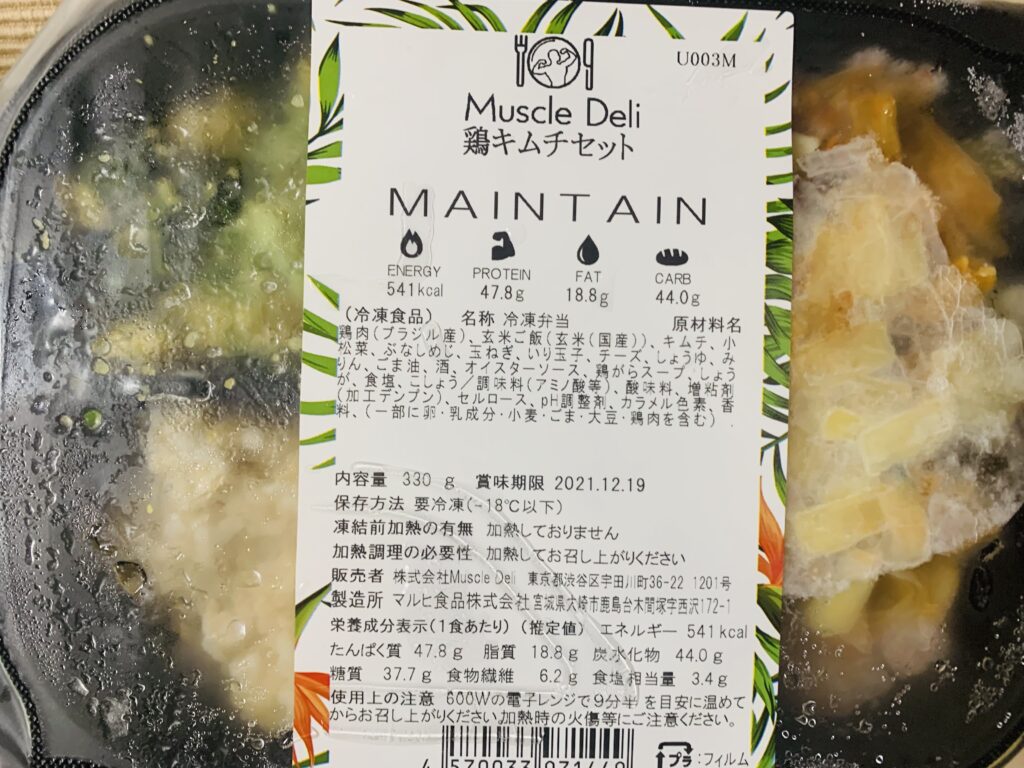 U003M
Muscle Deli
鶏キムチセット
MAINTAIN
ENERGY PROTEIN FAT CARB
541kcal 47.8g 18.8g 44.0g
(冷凍食品) 名称 冷凍弁当 原材料名
鶏肉(ブラジル産)、玄米ご飯(玄米(国産))、キムチ、小
松菜、ぶなしめじ、玉ねぎ、いり玉子、チーズ、しょうゆ、み
りん、ごま油、酒、オイスターソース、鶏がらスープ、しょう
が、食塩、こしょう/調味料(アミノ酸等)、酸味料、増粘剤
(加工デンプン)、セルロース、pH調整剤、カラメル色素、香
料、(一部に卵・乳成分・小麦・ごま・大豆・鶏肉を含む)
内容量 330g 賞味期限 2021.12.19
保存方法 要冷凍(-18℃以下)
凍結前加熱の有無 加熱しておりません
加熱調理の必要性 加熱してお召し上がりください
販売者 株式会社Muscle Deli 東京都渋谷区宇田川町36-22 1201号
製造所 マルヒ食品株式会社 宮城県大崎市鹿島台木間塚字西沢172-1
栄養成分表示(1食あたり) (推定値) エネルギー 541kcal
たんぱく質 47.8g 脂質 18.8g 炭水化物 44.0g
糖質 37.7g 食物繊維 6.2g 食塩相当量 3.4g
使用上の注意 600Wの電子レンジで9分半を目安に温めて
からお召し上がりください。加熱時の火傷等にご注意ください。
プラ:フィルム